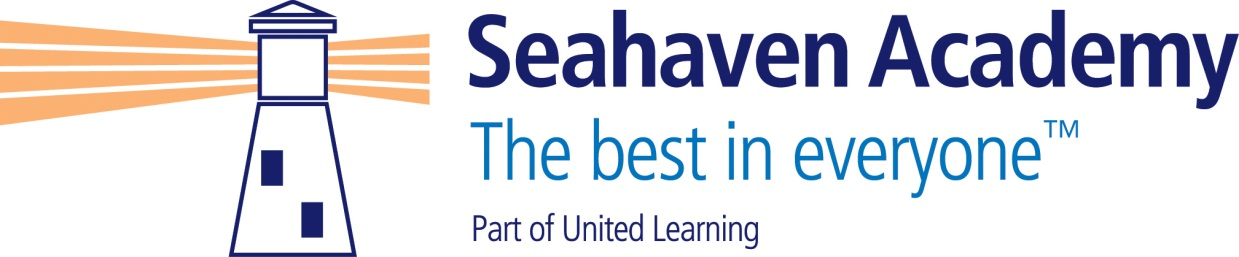 Seahaven Academy
The best in everyone™
Part of United Learning